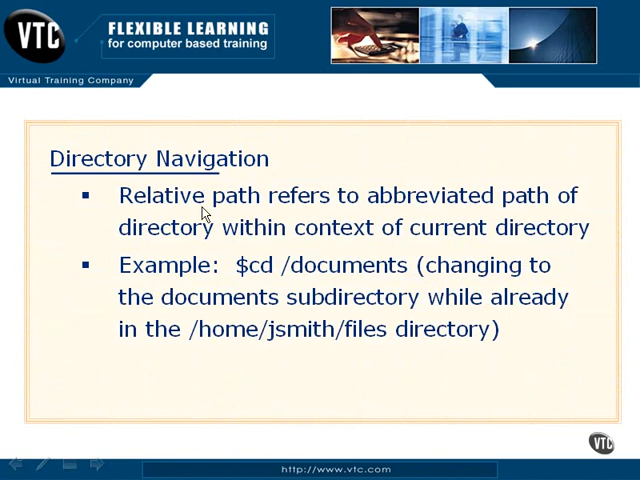 VTC
FLEXIBLE LEARNING
for computer based training
Virtual Training Company
Directory Navigation
▪ Relative path refers to abbreviated path of
directory within context of current directory
▪ Example:  $cd /documents (changing to
the documents subdirectory while already
in the /home/jsmith/files directory)
VTC
http://www.vtc.com